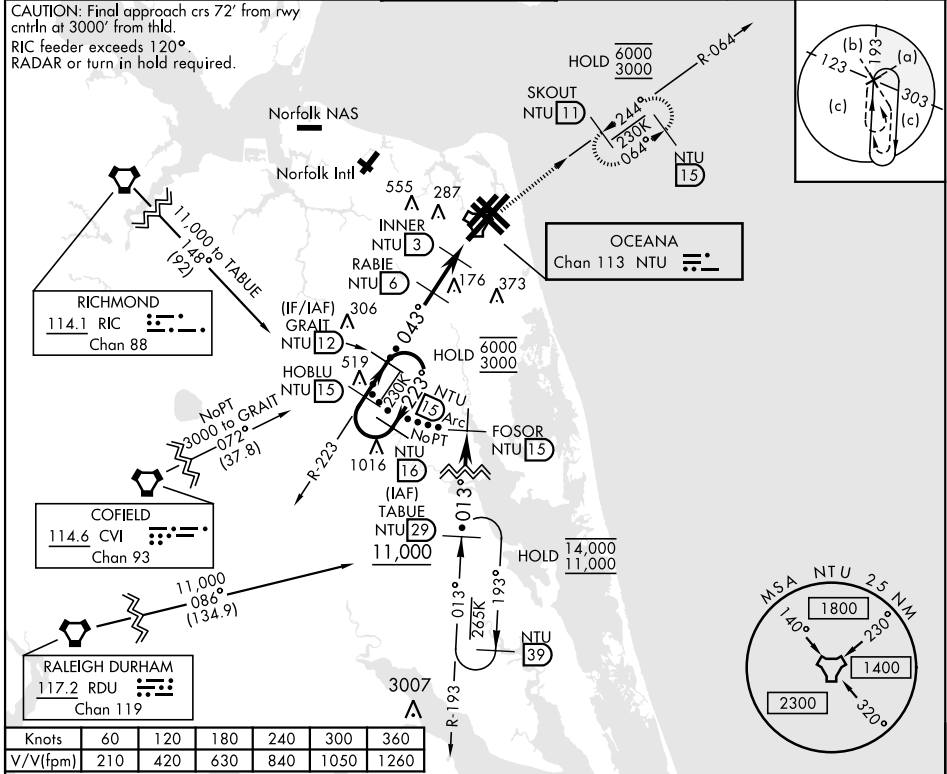 CAUTION: Final approach crs 72' from rwy
cntrln at 3000' from thld.
RIC feeder exceeds 120°.
RADAR or turn in hold required.
HOLD 6000
3000
R-064
SKOUT
NTU 11
244°
230K
064°
NTU
15
(b)
193
(a)
123
303
(c)
(c)
Norfolk NAS
Norfolk Intl
555
287
INNER
NTU 3
RABIE
NTU 6
176
373
OCEANA
Chan 113 NTU
11,000 to TABUE
148°
(92)
RICHMOND
114.1 RIC
Chan 88
(IF/IAF)
GRAIT
NTU 12
306
043°
HOLD 6000
3000
HOBLU
NTU 15
519
230K
223°
NTU
15
Arc
NoPT
FOSOR
NTU 15
NoPT
3000 to GRAIT
072°
(37.8)
R-223
1016
NTU
16
COFIELD
114.6 CVI
Chan 93
(IAF)
TABUE
NTU 29
11,000
013°
HOLD 14,000
11,000
013°
265K
193°
NTU
39
11,000
086°
(134.9)
RALEIGH DURHAM
117.2 RDU
Chan 119
3007
R-193
MSA NTU 25 NM
1800
140°
230°
1400
2300
320°
Knots 60 120 180 240 300 360
V/V(fpm) 210 420 630 840 1050 1260